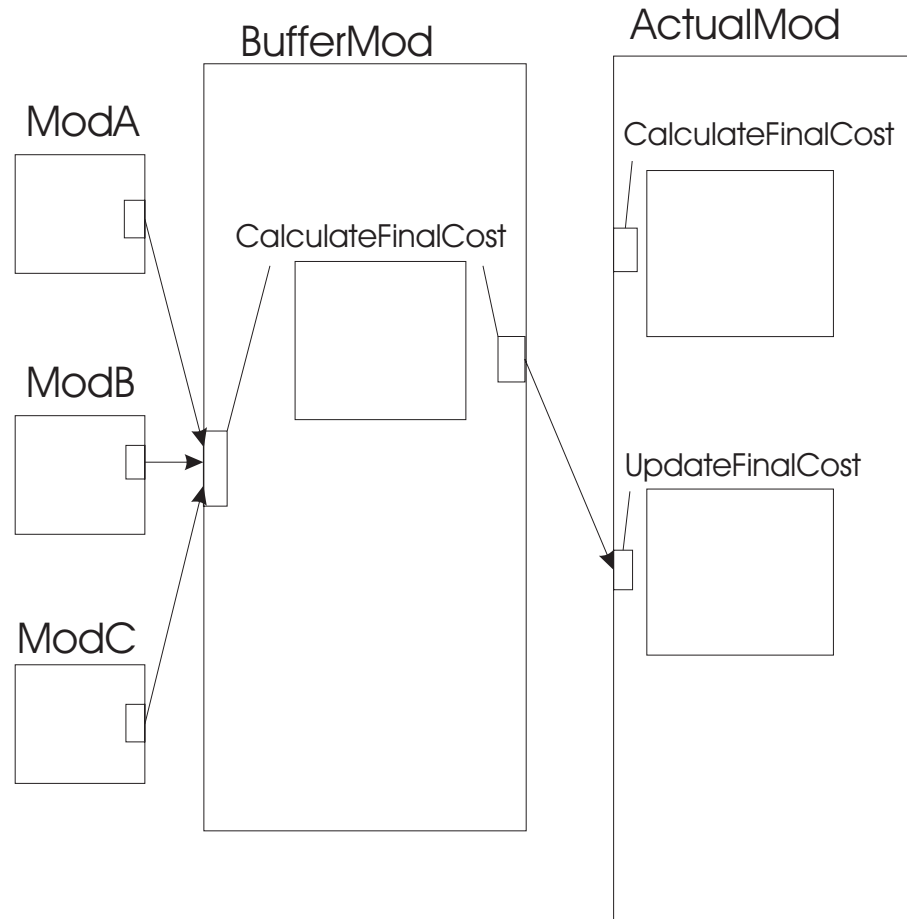 BufferMod
ActualMod
ModA
CalculateFinalCost
CalculateFinalCost
ModB
UpdateFinalCost
ModC